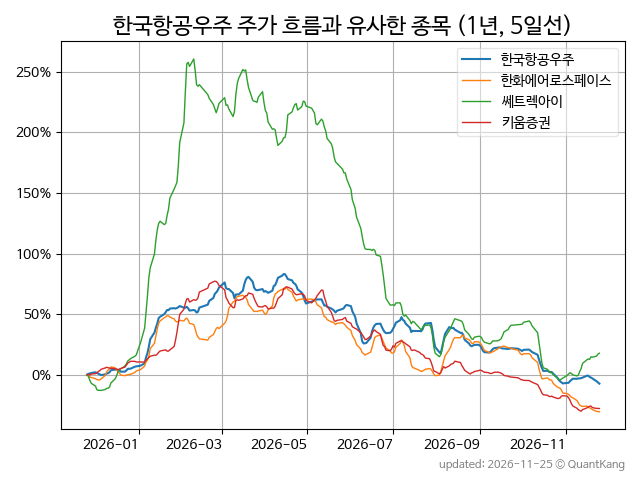 한국항공우주 주가 흐름과 유사한 종목 (1년, 5일선)
한국항공우주
한화에어로스페이스
쎄트렉아이
키움증권
250%
200%
150%
100%
50%
0%
2026-01 2026-03 2026-05 2026-07 2026-09 2026-11
updated: 2026-11-25 © QuantKang